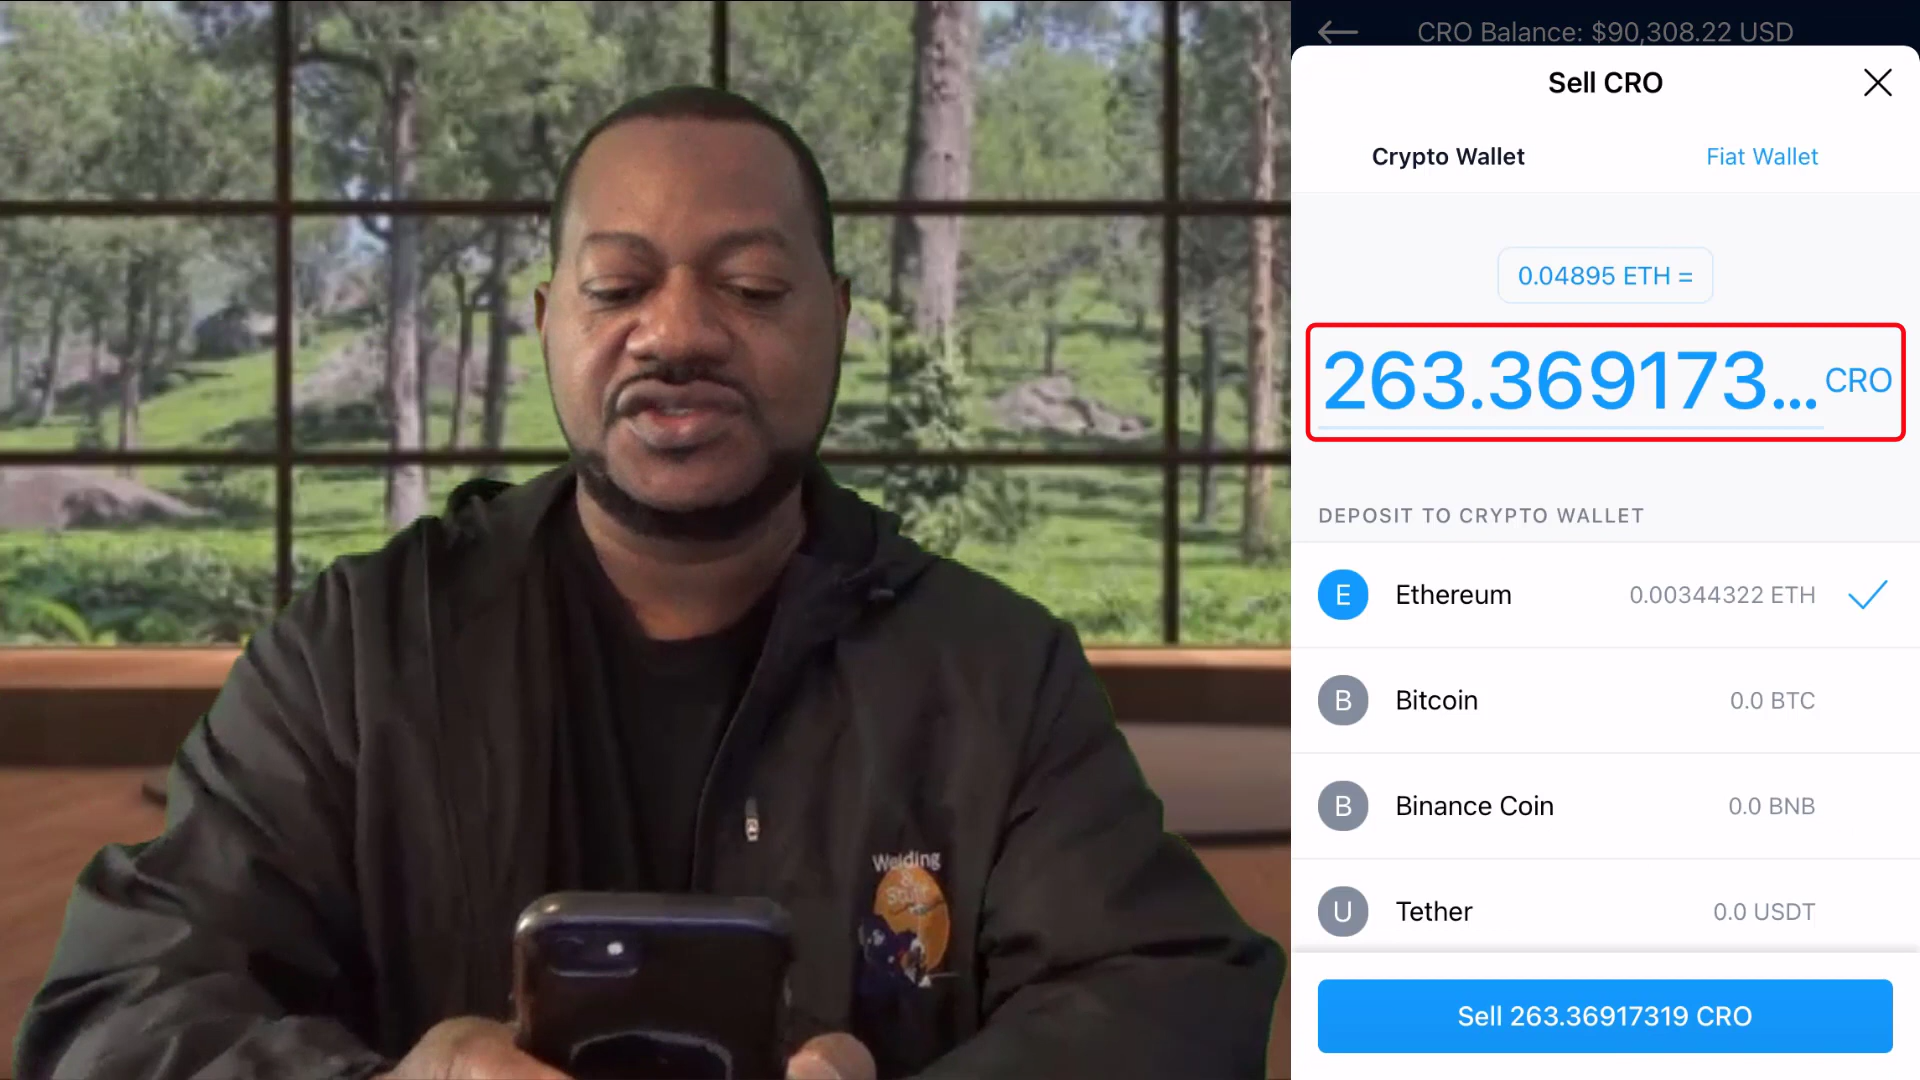 CRO Balance: $90,308.22 USD
Sell CRO
Crypto Wallet
Fiat Wallet
0.04895 ETH =
263.369173... CRO
DEPOSIT TO CRYPTO WALLET
E Ethereum 0.00344322 ETH
B Bitcoin 0.0 BTC
B Binance Coin 0.0 BNB
U Tether 0.0 USDT
Sell 263.36917319 CRO
Welding
&
Stuff